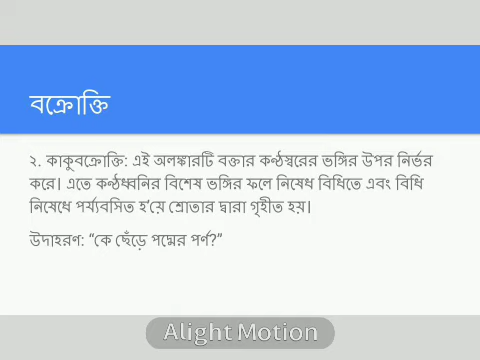 বক্রোক্তি
২. কাকুবক্রোক্তি: এই অলঙ্কারটি বক্তার কণ্ঠস্বরের ভঙ্গির উপর নির্ভর
করে। এতে কণ্ঠধ্বনির বিশেষ ভঙ্গির ফলে নিষেধ বিধিতে এবং বিধি
নিষেধে পর্য্যবসিত হ'য়ে শ্রোতার দ্বারা গৃহীত হয়।
উদাহরণ: “কে ছেঁড়ে পদ্মের পর্ণ?”
Alight Motion